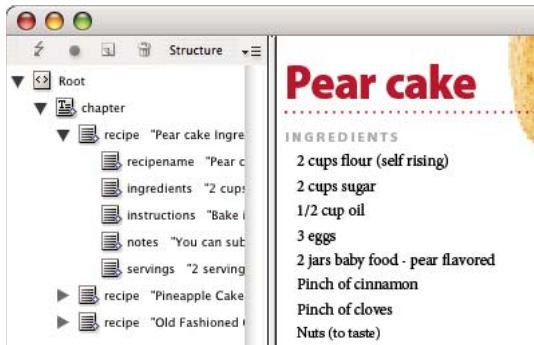 Structure
Root
chapter
recipe "Pear cake Ingre
recipename "Pear c
ingredients "2 cups
instructions "Bake i
notes "You can sub
servings "2 serving
recipe "Pineapple Cake
recipe "Old Fashioned
Pear cake
INGREDIENTS
2 cups flour (self rising)
2 cups sugar
1/2 cup oil
3 eggs
2 jars baby food - pear flavored
Pinch of cinnamon
Pinch of cloves
Nuts (to taste)